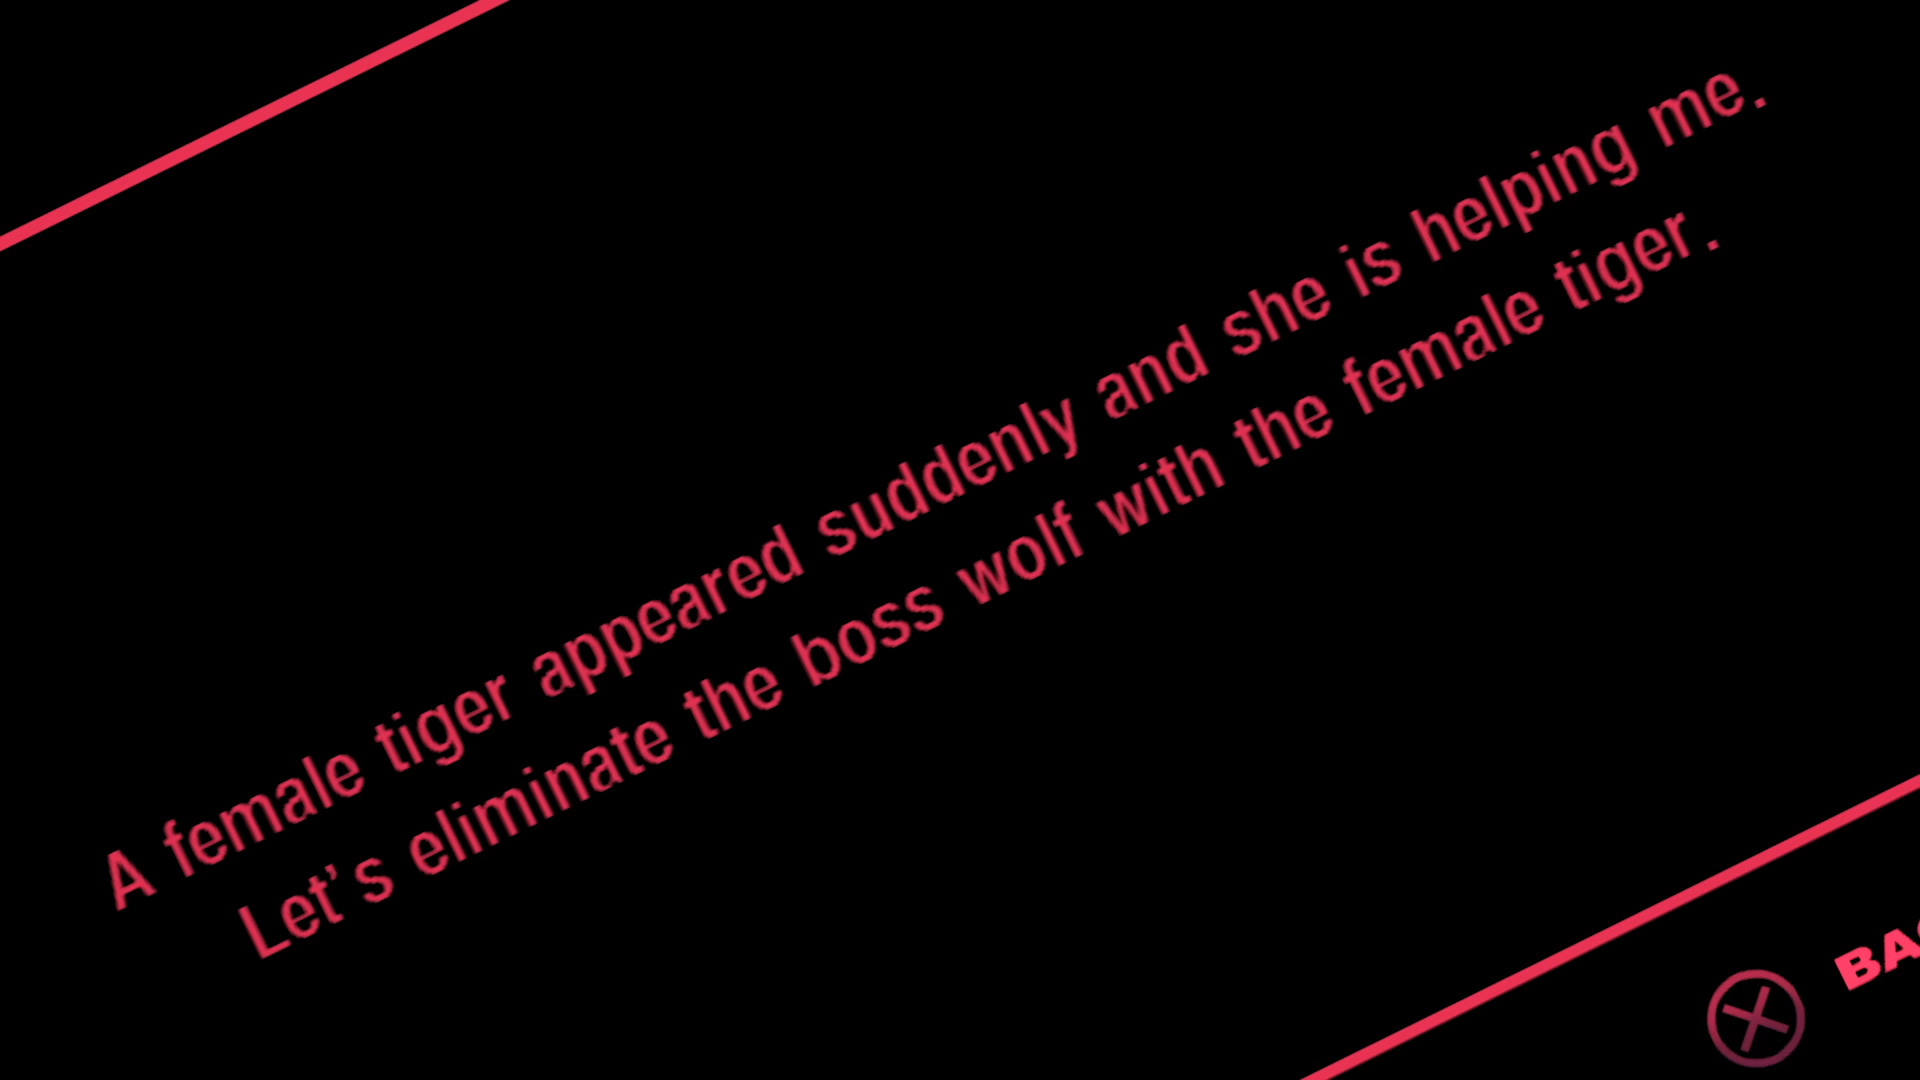 A female tiger appeared suddenly and she is helping me.
Let's eliminate the boss wolf with the female tiger.